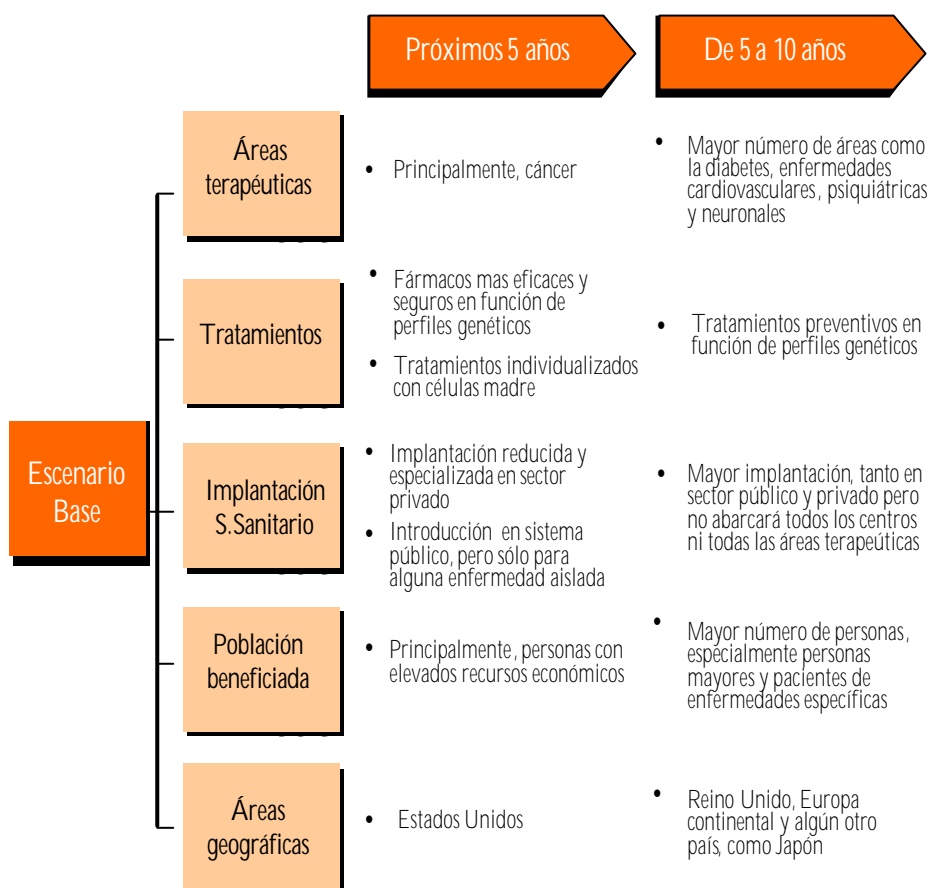 Próximos 5 años
De 5 a 10 años
Escenario
Base
Áreas
terapéuticas
• Principalmente, cáncer
• Mayor número de áreas como
la diabetes, enfermedades
cardiovasculares, psiquiátricas
y neuronales
Tratamientos
• Fármacos mas eficaces y
seguros en función de
perfiles genéticos
• Tratamientos individualizados
con células madre
• Tratamientos preventivos en
función de perfiles genéticos
Implantación
S.Sanitario
• Implantación reducida y
especializada en sector
privado
• Introducción en sistema
público, pero sólo para
alguna enfermedad aislada
• Mayor implantación, tanto en
sector público y privado pero
no abarcará todos los centros
ni todas las áreas terapeúticas
Población
beneficiada
• Principalmente, personas con
elevados recursos económicos
• Mayor número de personas,
especialmente personas
mayores y pacientes de
enfermedades específicas
Áreas
geográficas
• Estados Unidos
• Reino Unido, Europa
continental y algún otro
país, como Japón